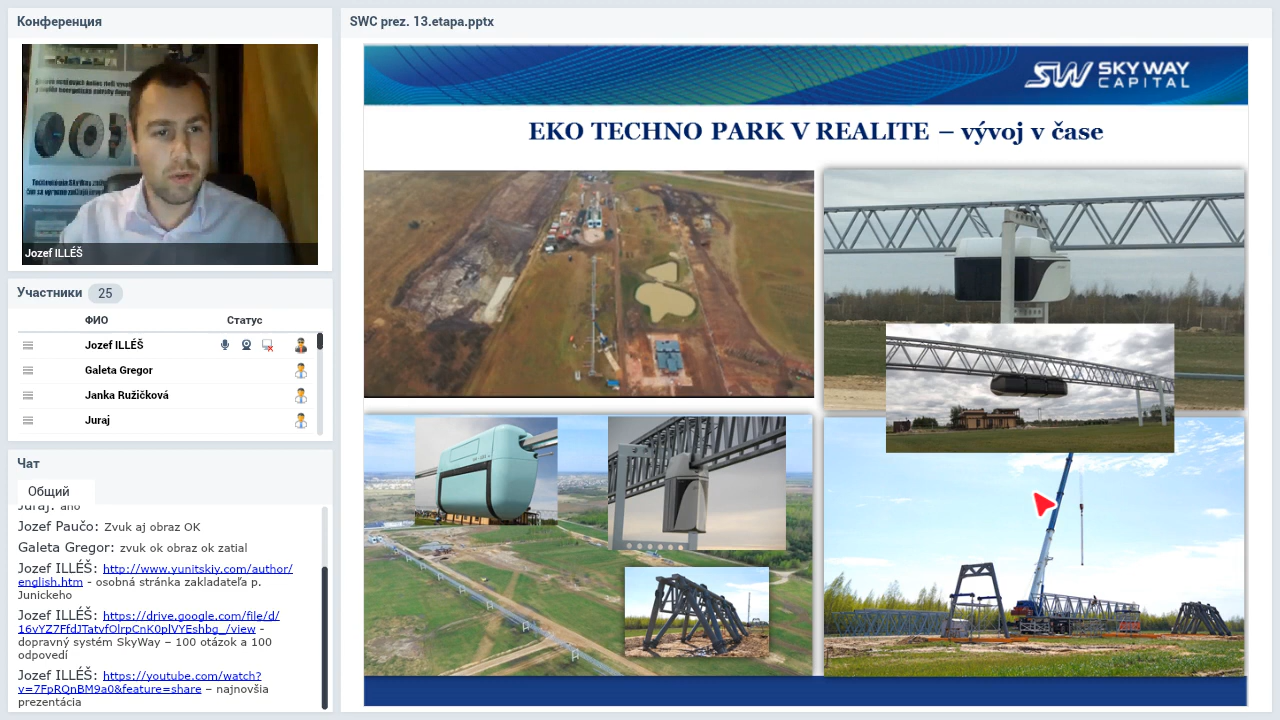 Конференция
Jozef ILLÉŠ
Участники 25
ФИО Статус
Jozef ILLÉŠ
Galeta Gregor
Janka Ružičková
Juraj
Чат
Общий
Juraj: ano
Jozef Paučo: Zvuk aj obraz OK
Galeta Gregor: zvuk ok obraz ok zatial
Jozef ILLÉŠ: http://www.yunitskiy.com/author/
english.htm - osobná stránka zakladateľa p.
Junickeho
Jozef ILLÉŠ: https://drive.google.com/file/d/
16vYZ7FfdJTatvfOlrpCnK0plVYEshbg_/view -
dopravný systém SkyWay – 100 otázok a 100
odpovedí
Jozef ILLÉŠ: https://youtube.com/watch?
v=7FpRQnBM9a0&feature=share – najnovšia
prezentácia
SWC prez. 13.etapa.pptx
SW SKY WAY
CAPITAL
EKO TECHNO PARK V REALITE – vývoj v čase